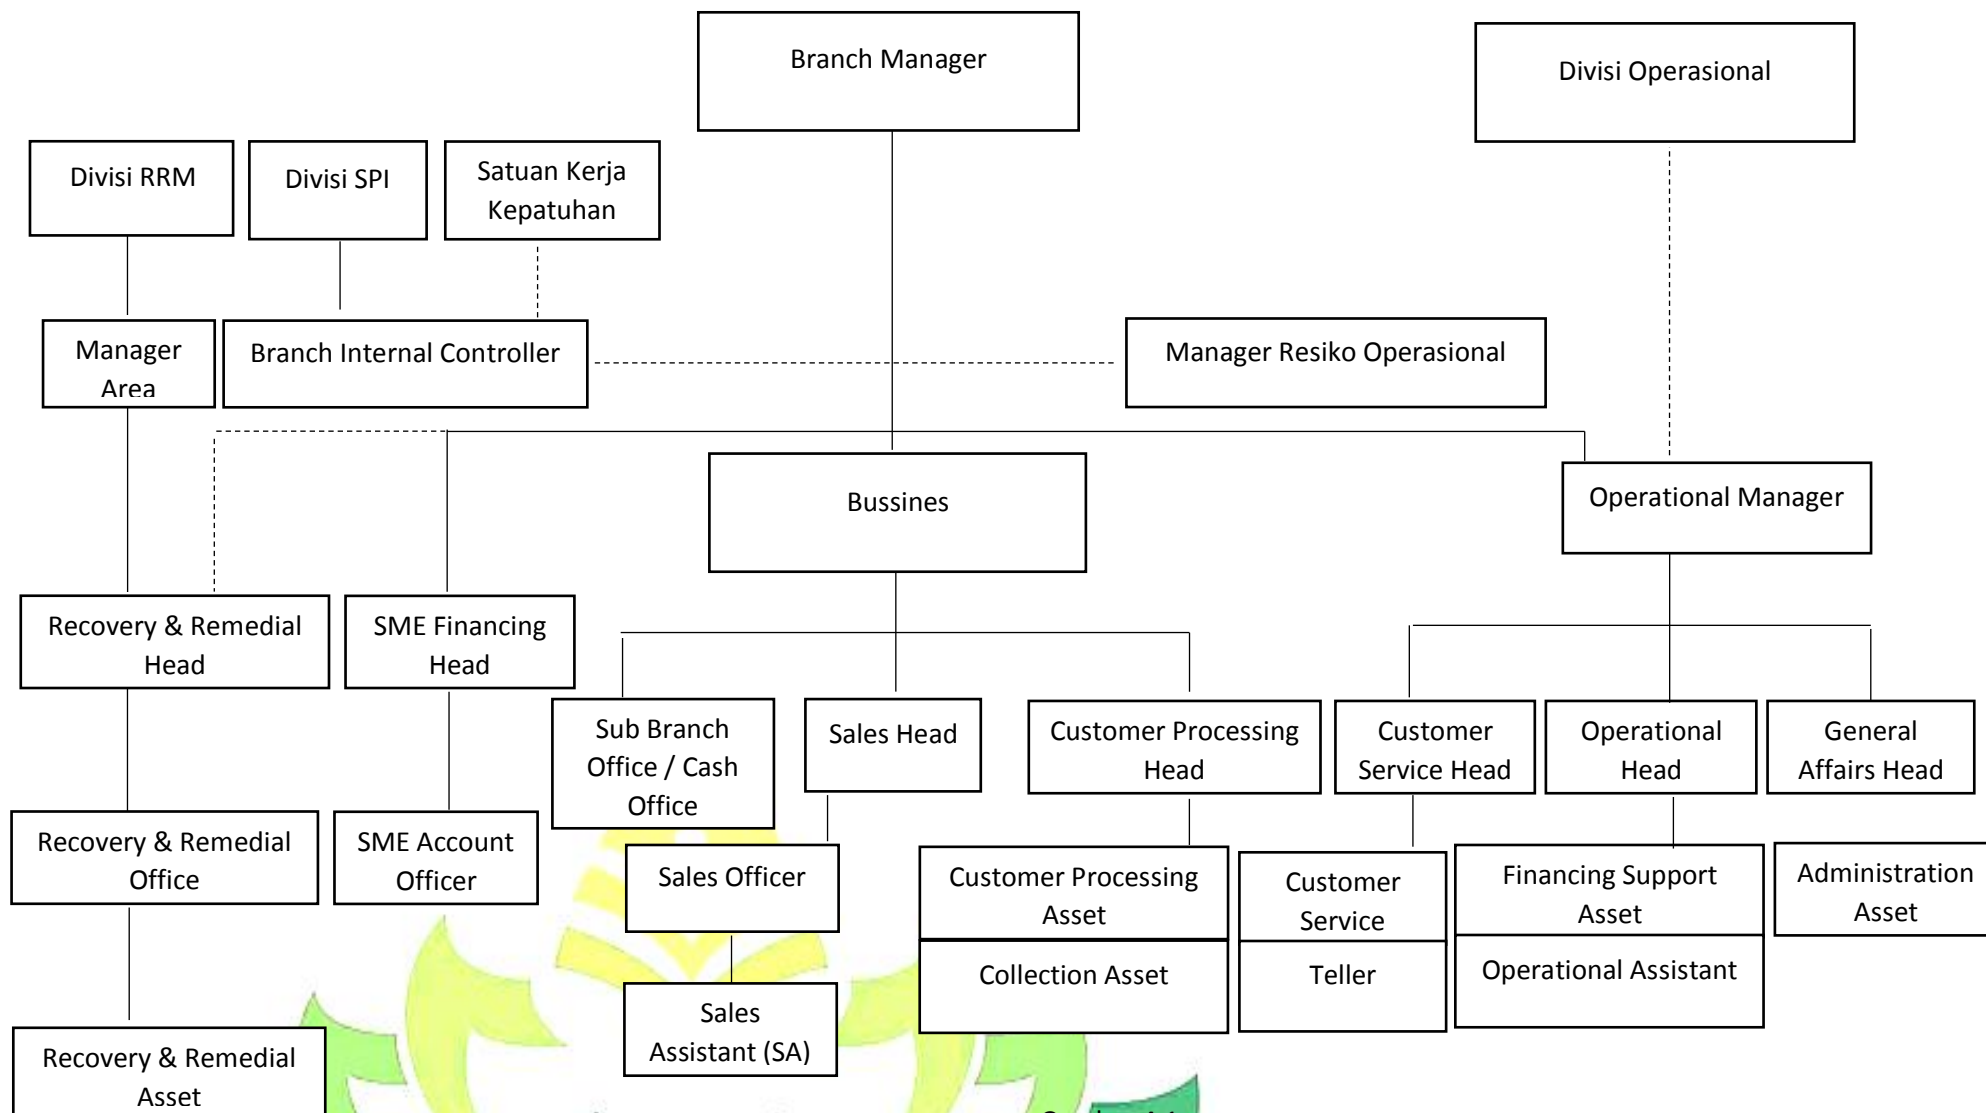 Branch Manager
Divisi Operasional
Divisi RRM
Divisi SPI
Satuan Kerja
Kepatuhan
Manager
Area
Branch Internal Controller
Manager Resiko Operasional
Bussines
Operational Manager
Recovery & Remedial
Head
SME Financing
Head
Sub Branch
Office / Cash
Office
Sales Head
Customer Processing
Head
Customer
Service Head
Operational
Head
General
Affairs Head
Recovery & Remedial
Office
SME Account
Officer
Sales Officer
Customer Processing
Asset
Customer
Service
Financing Support
Asset
Administration
Asset
Collection Asset
Teller
Operational Assistant
Sales
Assistant (SA)
Recovery & Remedial
Asset